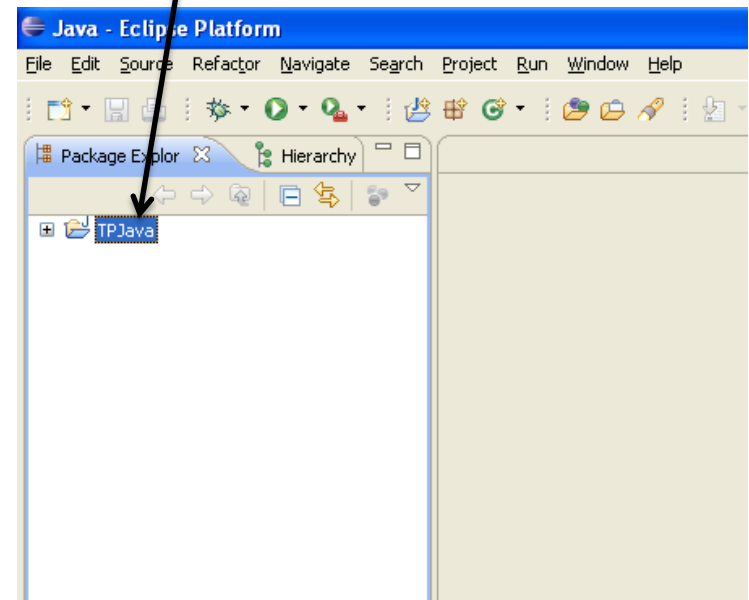 Java - Eclipse Platform
File Edit Source Refactor Navigate Search Project Run Window Help
Package Explor Hierarchy
TPJava